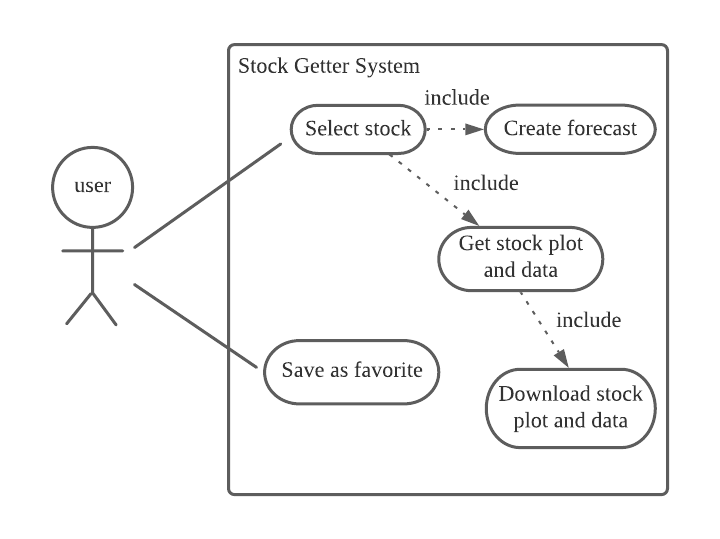 Stock Getter System
include
Select stock
Create forecast
user
include
Get stock plot
and data
include
Save as favorite
Download stock
plot and data